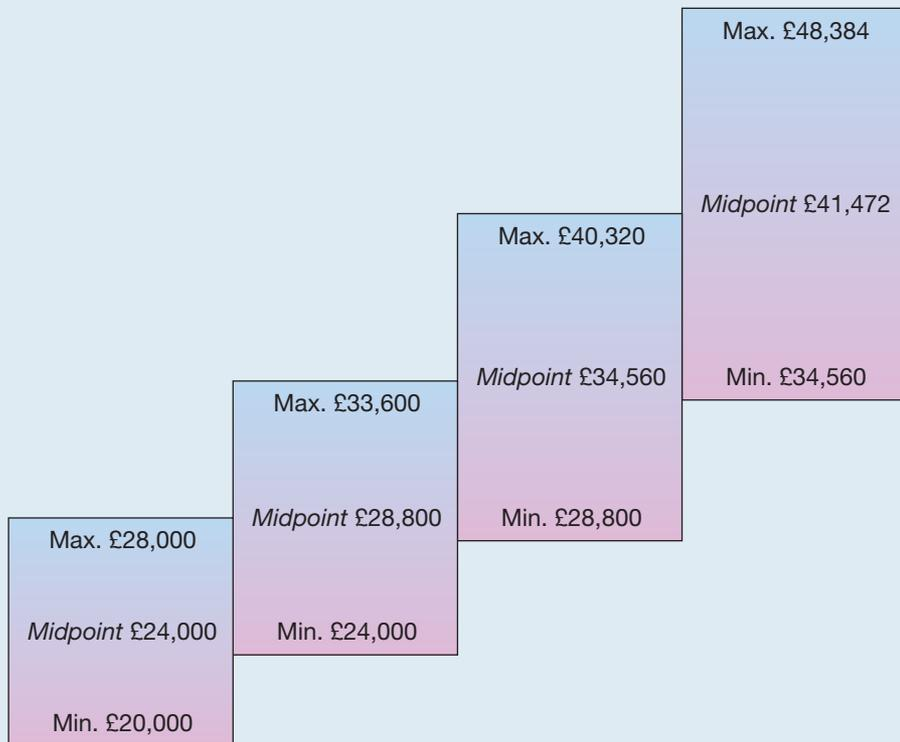 Max. £28,000
Midpoint £24,000
Min. £20,000
Max. £33,600
Midpoint £28,800
Min. £24,000
Max. £40,320
Midpoint £34,560
Min. £28,800
Max. £48,384
Midpoint £41,472
Min. £34,560